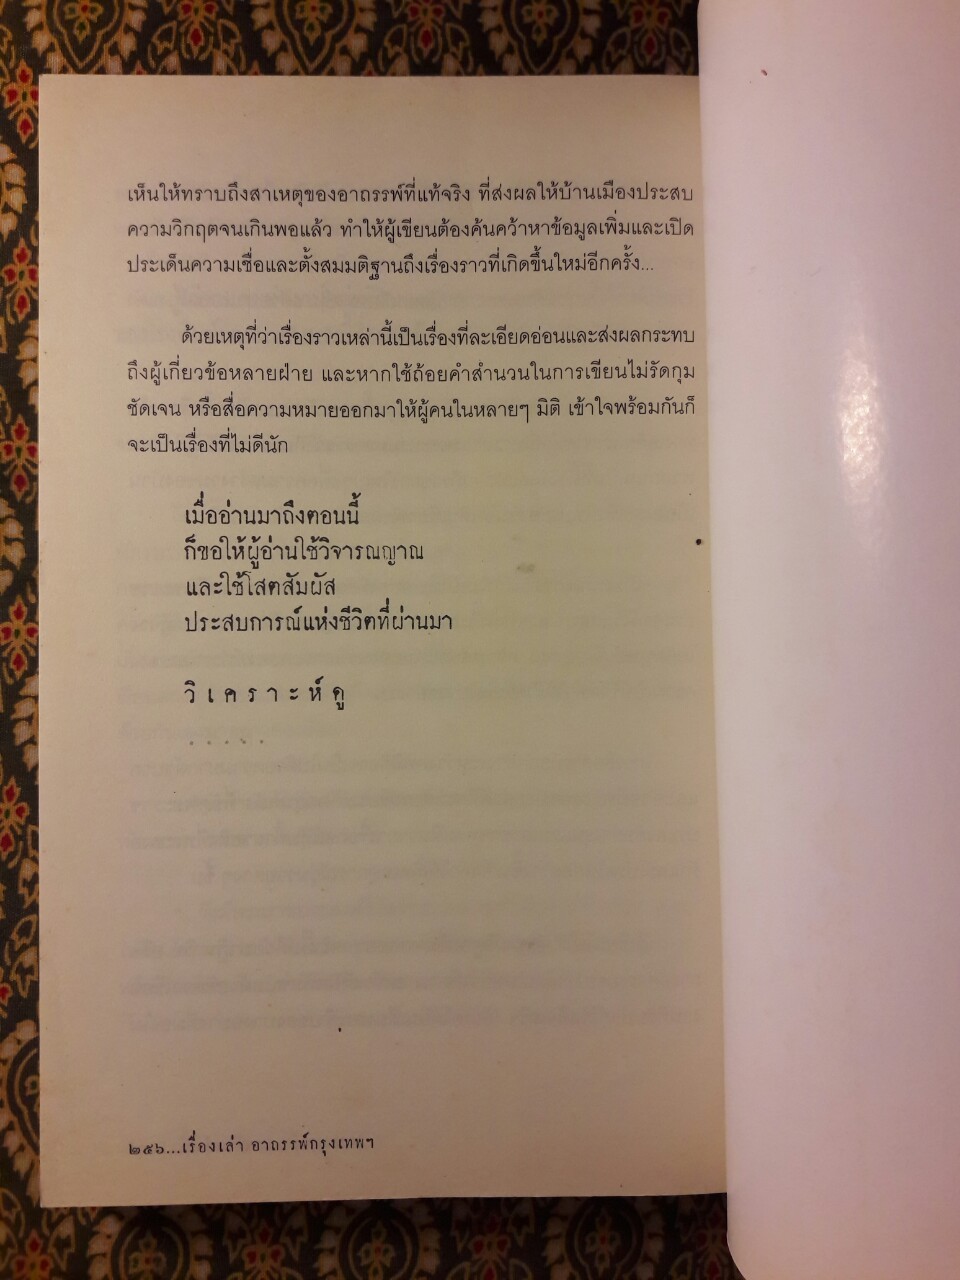 เห็นให้ทราบถึงสาเหตุของอาถรรพ์ที่แท้จริง ที่ส่งผลให้บ้านเมืองประสบ
ความวิกฤตจนเกินพอแล้ว ทำให้ผู้เขียนต้องค้นคว้าหาข้อมูลเพิ่มและเปิด
ประเด็นความเชื่อและตั้งสมมติฐานถึงเรื่องราวที่เกิดขึ้นใหม่อีกครั้ง...
ด้วยเหตุที่ว่าเรื่องราวเหล่านี้เป็นเรื่องที่ละเอียดอ่อนและส่งผลกระทบ
ถึงผู้เกี่ยวข้อหลายฝ่าย และหากใช้ถ้อยคำสำนวนในการเขียนไม่รัดกุม
ชัดเจน หรือสื่อความหมายออกมาให้ผู้คนในหลายๆ มิติ เข้าใจพร้อมกันก็
จะเป็นเรื่องที่ไม่ดีนัก
เมื่ออ่านมาถึงตอนนี้
ก็ขอให้ผู้อ่านใช้วิจารณญาณ
และใช้โสตสัมผัส
ประสบการณ์แห่งชีวิตที่ผ่านมา
วิ เ ค ร า ะ ห์ ดู
. . . . .
๒๕๖...เรื่องเล่า อาถรรพ์กรุงเทพฯ